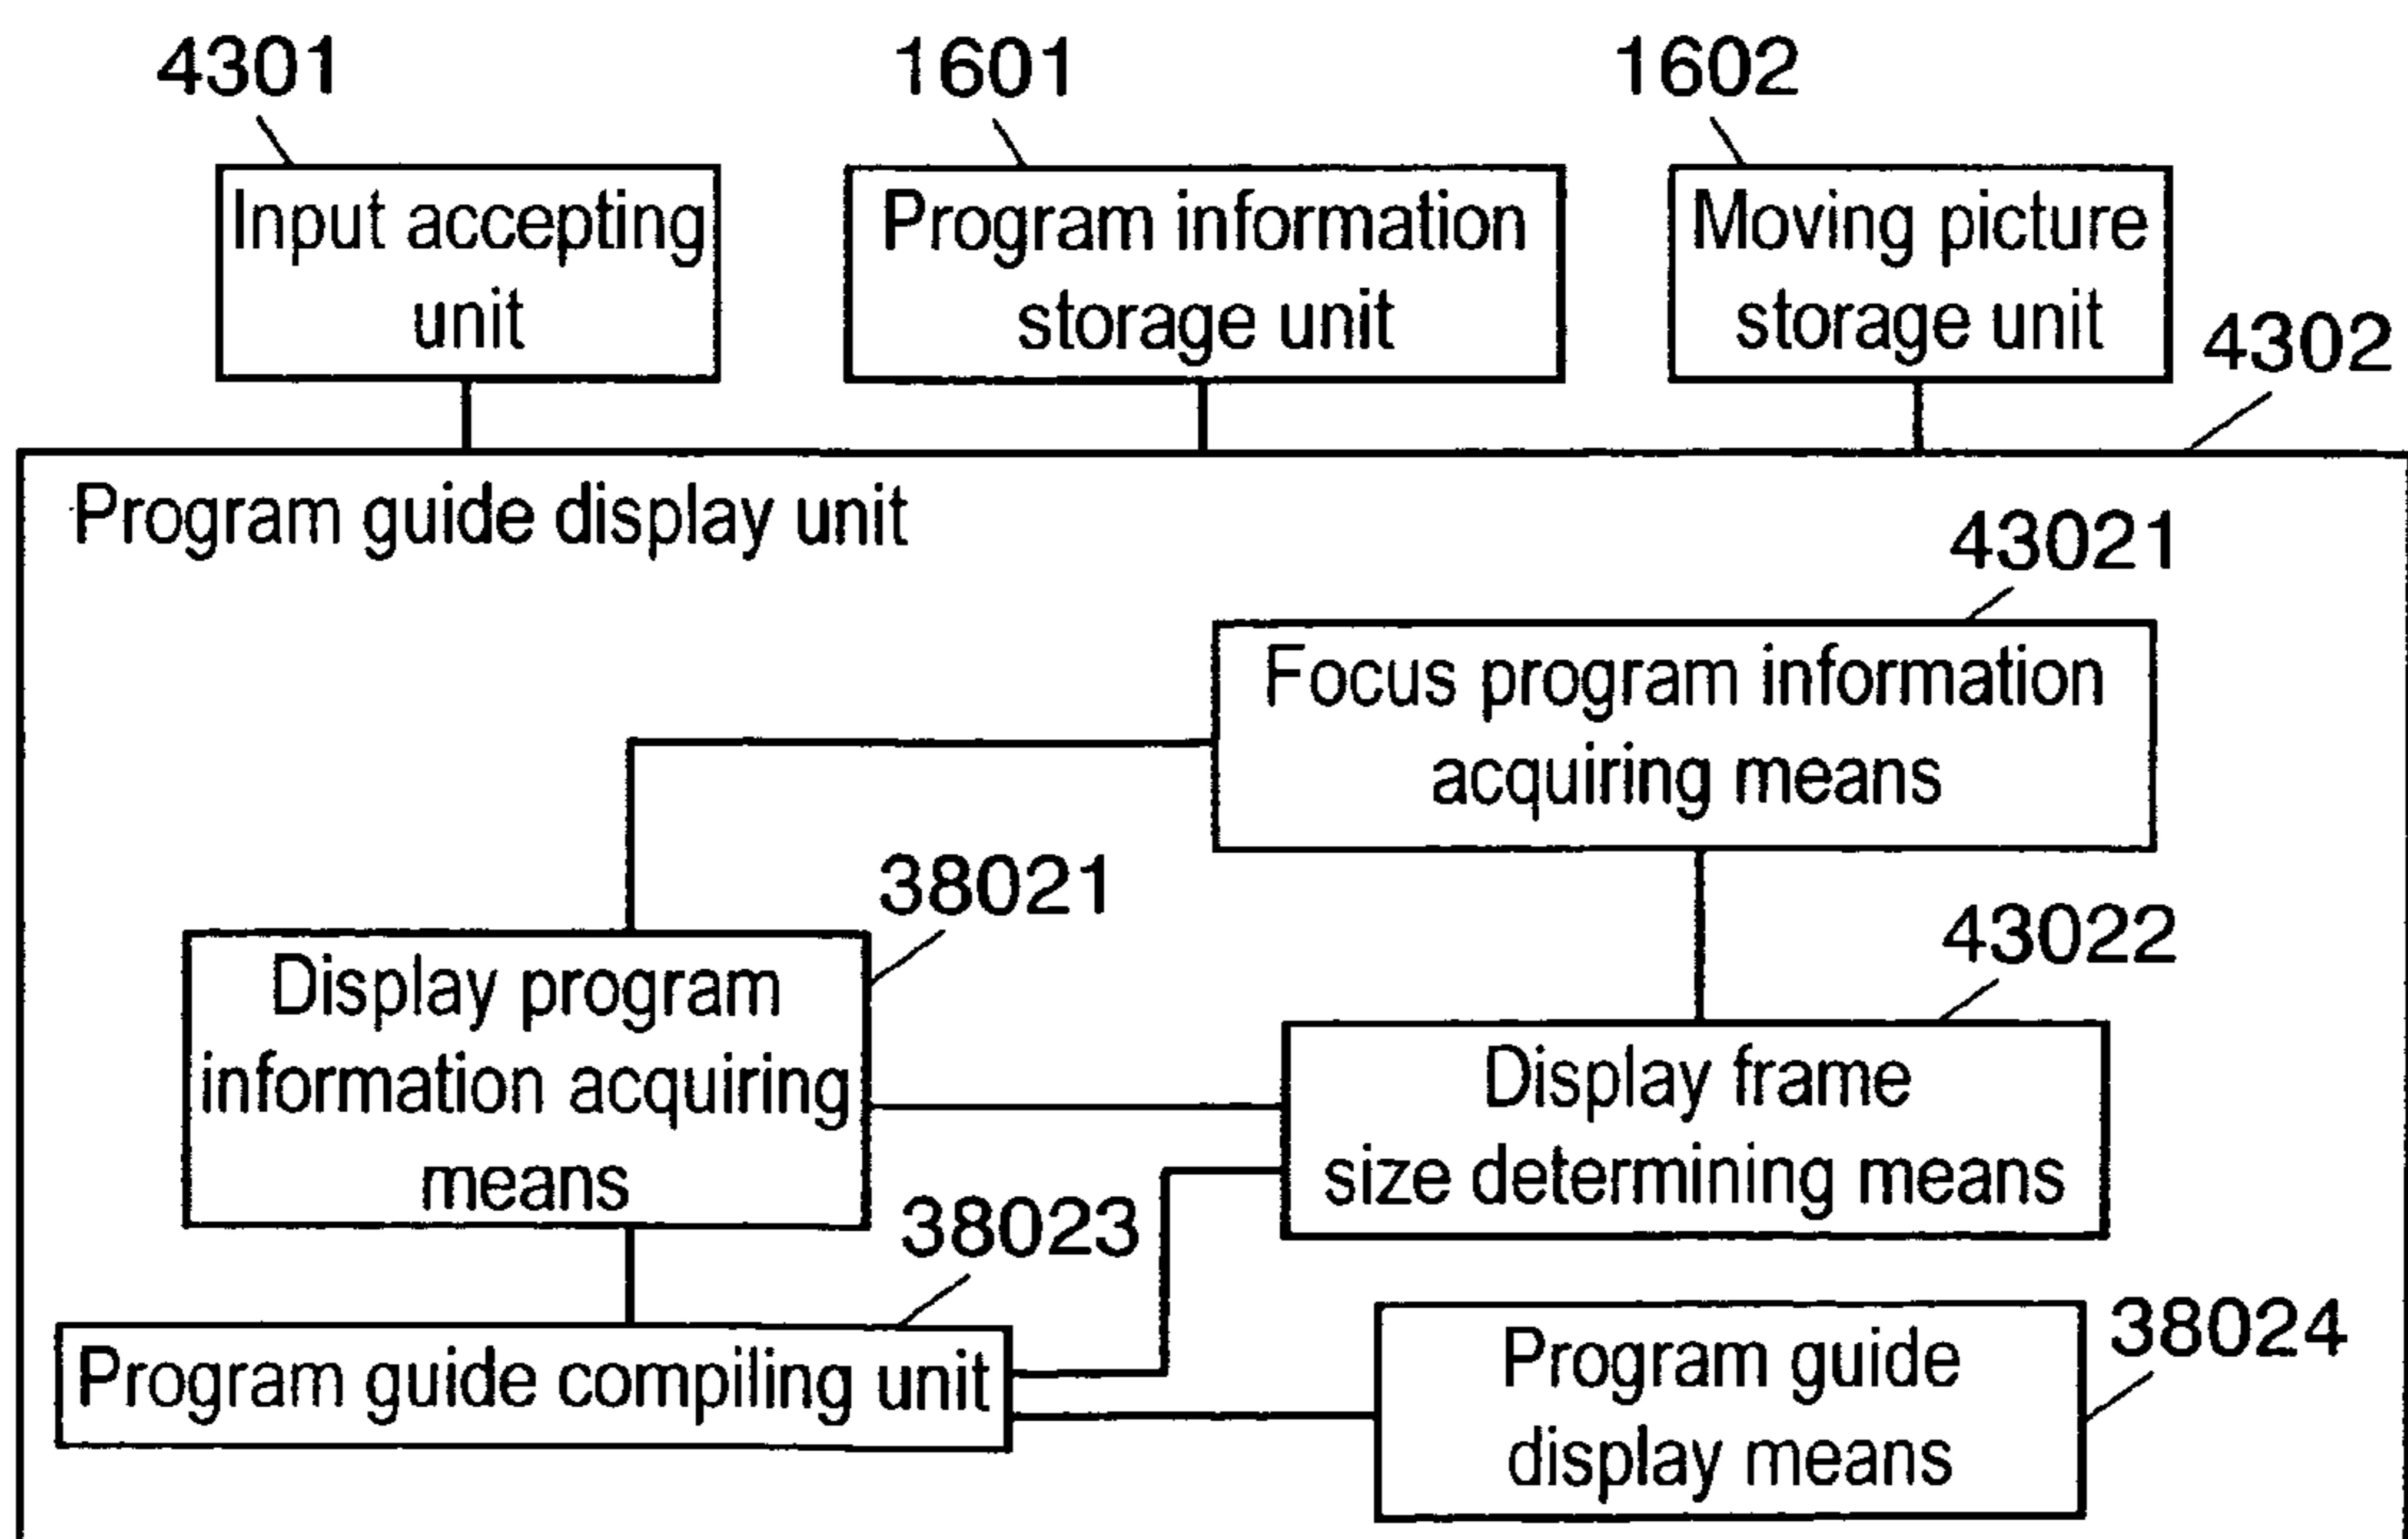 4301
1601
1602
Input accepting
unit
Program information
storage unit
Moving picture
storage unit
4302
Program guide display unit
43021
Focus program information
acquiring means
38021
43022
Display program
information acquiring
means
Display frame
size determining means
38023
Program guide compiling unit
38024
Program guide
display means